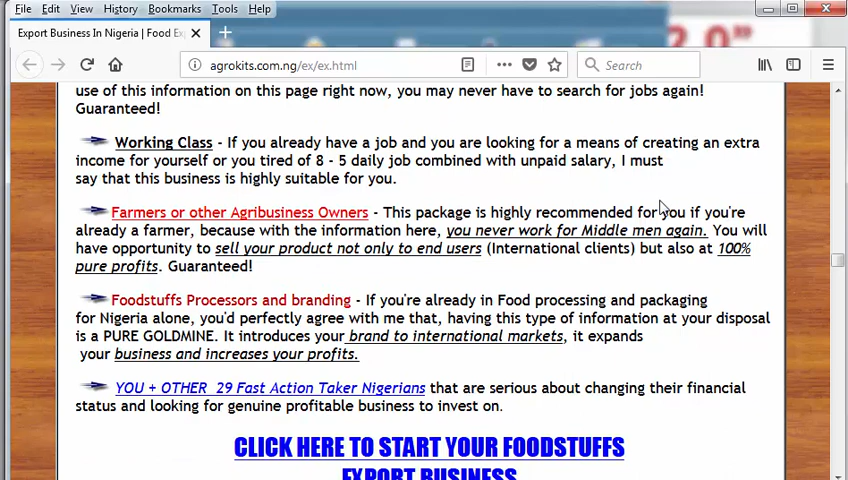 File Edit View History Bookmarks Tools Help
Export Business In Nigeria | Food Ex
agrokits.com.ng/ex/ex.html
Search
use of this information on this page right now, you may never have to search for jobs again!
Guaranteed!
Working Class - If you already have a job and you are looking for a means of creating an extra
income for yourself or you tired of 8 - 5 daily job combined with unpaid salary, I must
say that this business is highly suitable for you.
Farmers or other Agribusiness Owners - This package is highly recommended for you if you're
already a farmer, because with the information here, you never work for Middle men again. You will
have opportunity to sell your product not only to end users (International clients) but also at 100%
pure profits. Guaranteed!
Foodstuffs Processors and branding - If you're already in Food processing and packaging
for Nigeria alone, you'd perfectly agree with me that, having this type of information at your disposal
is a PURE GOLDMINE. It introduces your brand to international markets, it expands
your business and increases your profits.
YOU + OTHER 29 Fast Action Taker Nigerians that are serious about changing their financial
status and looking for genuine profitable business to invest on.
CLICK HERE TO START YOUR FOODSTUFFS
EXPORT BUSINESS